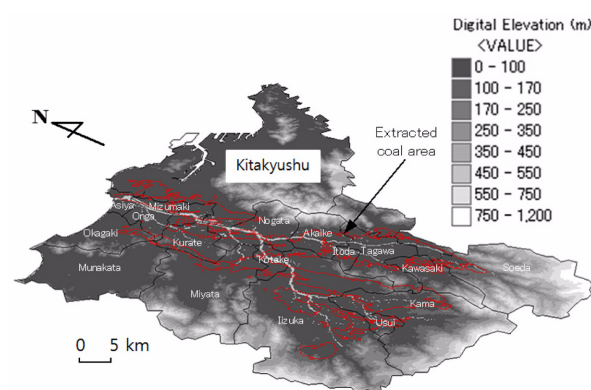 Digital Elevation (m)
<VALUE>
0 - 100
100 - 170
170 - 250
250 - 350
350 - 450
450 - 550
550 - 750
750 - 1,200
N
Kitakyushu
Extracted
coal area
Asiya
Mizumaki
Onga
Nogata
Akaike
Okagaki
Kurate
Itoda
Tagawa
Kotake
Munakata
Kawasaki
Soeda
Miyata
Kama
Iizuka
Usui
0 5 km